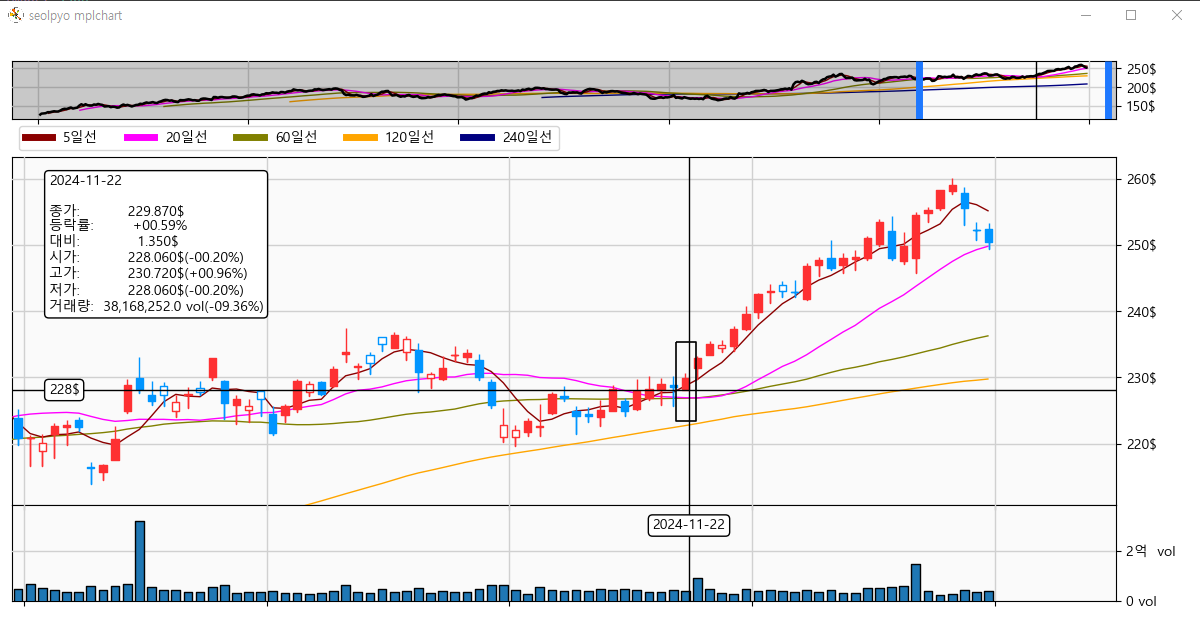 seolpyo mplchart
250$
200$
150$
5일선 20일선 60일선 120일선 240일선
2024-11-22
종가: 229.870$
등락률: +00.59%
대비: 1.350$
시가: 228.060$(-00.20%)
고가: 230.720$(+00.96%)
저가: 228.060$(-00.20%)
거래량: 38,168,252.0 vol(-09.36%)
260$
250$
240$
230$
220$
228$
2024-11-22
2억 vol
0 vol